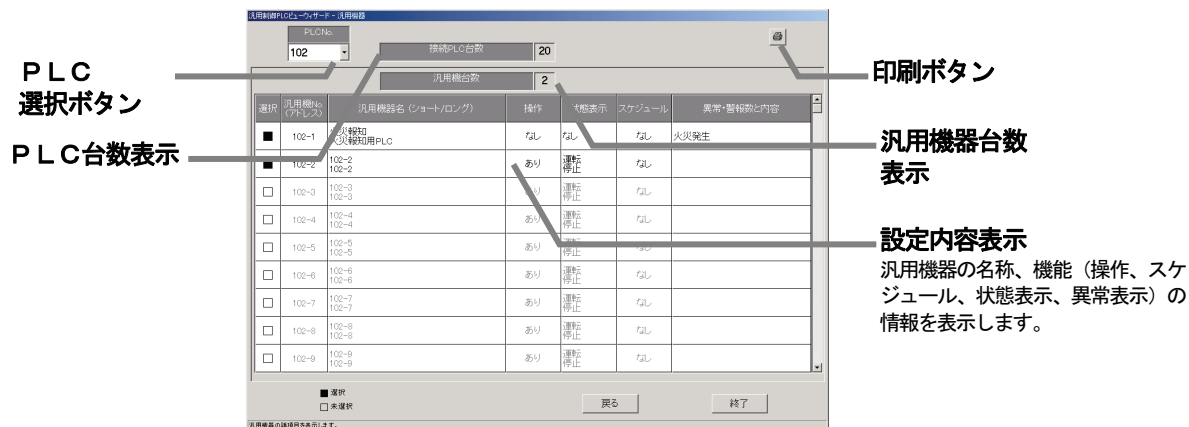 汎用制御PLCビューウィザード - 汎用機器
PLCNo.
102
接続PLC台数 20
汎用機台数 2
選択 汎用機No.(アドレス) 汎用機器名 (ショート/ロング) 操作 状態表示 スケジュール 異常・警報数と内容
■ 102-1 火災報知 なし なし なし 火災発生
火災報知用PLC
■ 102-2 102-2 あり 運転 なし
102-2 停止
□ 102-3 102-3 あり 運転 なし
102-3 停止
□ 102-4 102-4 あり 運転 なし
102-4 停止
□ 102-5 102-5 あり 運転 なし
102-5 停止
□ 102-6 102-6 あり 運転 なし
102-6 停止
□ 102-7 102-7 あり 運転 なし
102-7 停止
□ 102-8 102-8 あり 運転 なし
102-8 停止
□ 102-9 102-9 あり 運転 なし
102-9 停止
■ 選択
□ 未選択
戻る
終了
汎用機器の諸項目を表示します。
ＰＬＣ
選択ボタン
ＰＬＣ台数表示
印刷ボタン
汎用機器台数
表示
設定内容表示
汎用機器の名称、機能（操作、スケ
ジュール、状態表示、異常表示）の
情報を表示します。